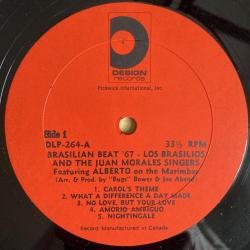 D
DESIGN
records
Pickwick International, Inc.
Side 1
DLP-264-A 33⅓ RPM
BRASILIAN BEAT '67 - LOS BRASILIOS
AND THE JUAN MORALES SINGERS
Featuring ALBERTO on the Marimbas
(Arr. & Prod. by "Bugs" Bower & Joe Abend)
1. CAROL'S THEME
2. WHAT A DIFFERENCE A DAY MADE
3. NO LOVE, BUT YOUR LOVE
4. AMORIO AMBIGUO
5. NIGHTINGALE
Record Manufactured in Canada